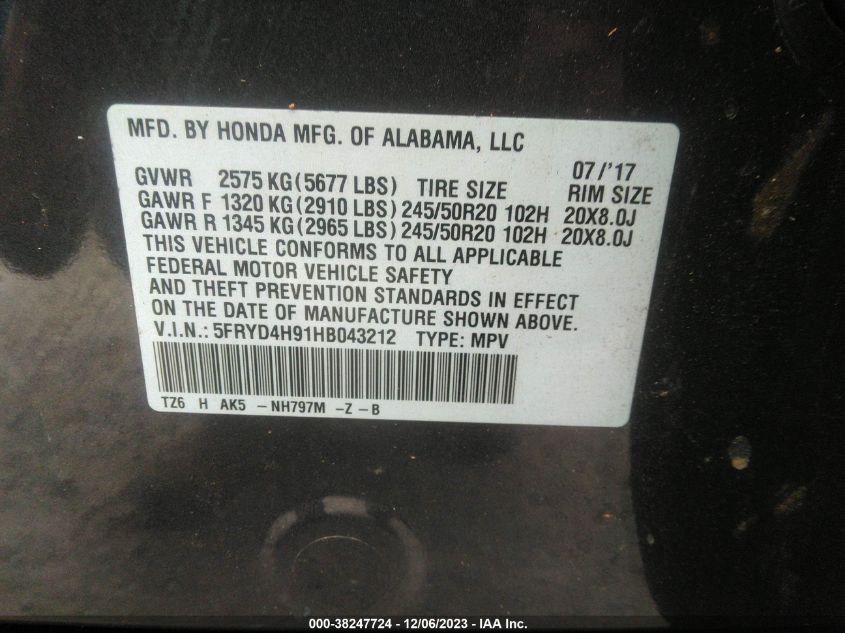 MFD. BY HONDA MFG. OF ALABAMA, LLC
07/'17
GVWR 2575 KG(5677 LBS) TIRE SIZE RIM SIZE
GAWR F 1320 KG(2910 LBS)245/50R20 102H 20X8.0J
GAWR R 1345 KG(2965 LBS)245/50R20 102H 20X8.0J
THIS VEHICLE CONFORMS TO ALL APPLICABLE
FEDERAL MOTOR VEHICLE SAFETY
AND THEFT PREVENTION STANDARDS IN EFFECT
ON THE DATE OF MANUFACTURE SHOWN ABOVE.
V.I.N.: 5FRYD4H91HB043212 TYPE: MPV
TZ6 H AK5 -NH797M -Z -B
000-38247724 - 12/06/2023 - IAA Inc.